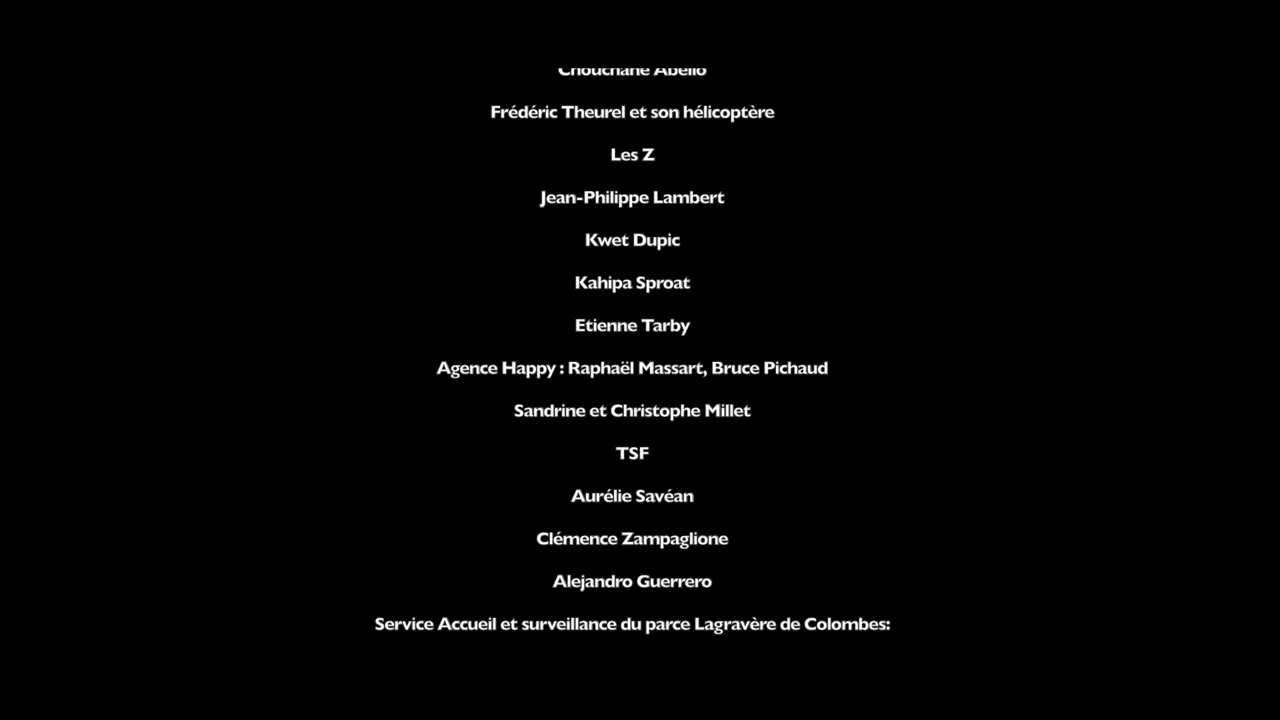 Chouchane Abello
Frédéric Theurel et son hélicoptère
Les Z
Jean-Philippe Lambert
Kwet Dupic
Kahipa Sproat
Etienne Tarby
Agence Happy : Raphaël Massart, Bruce Pichaud
Sandrine et Christophe Millet
TSF
Aurélie Savéan
Clémence Zampaglione
Alejandro Guerrero
Service Accueil et surveillance du parce Lagravère de Colombes: